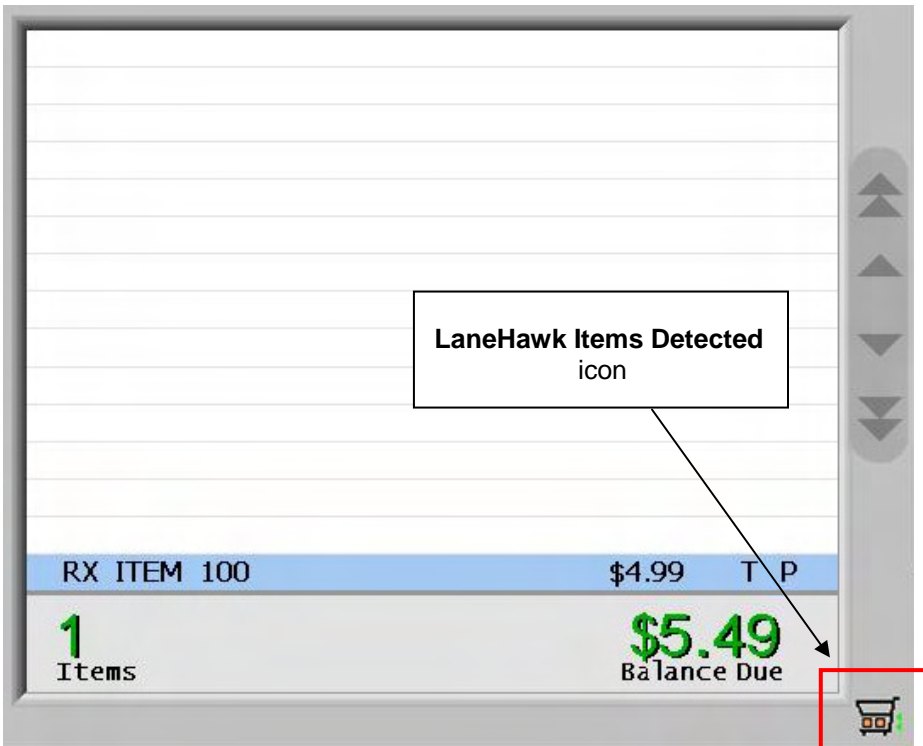 LaneHawk Items Detected
icon
RX ITEM 100 $4.99 T P
1 $5.49
Items Balance Due